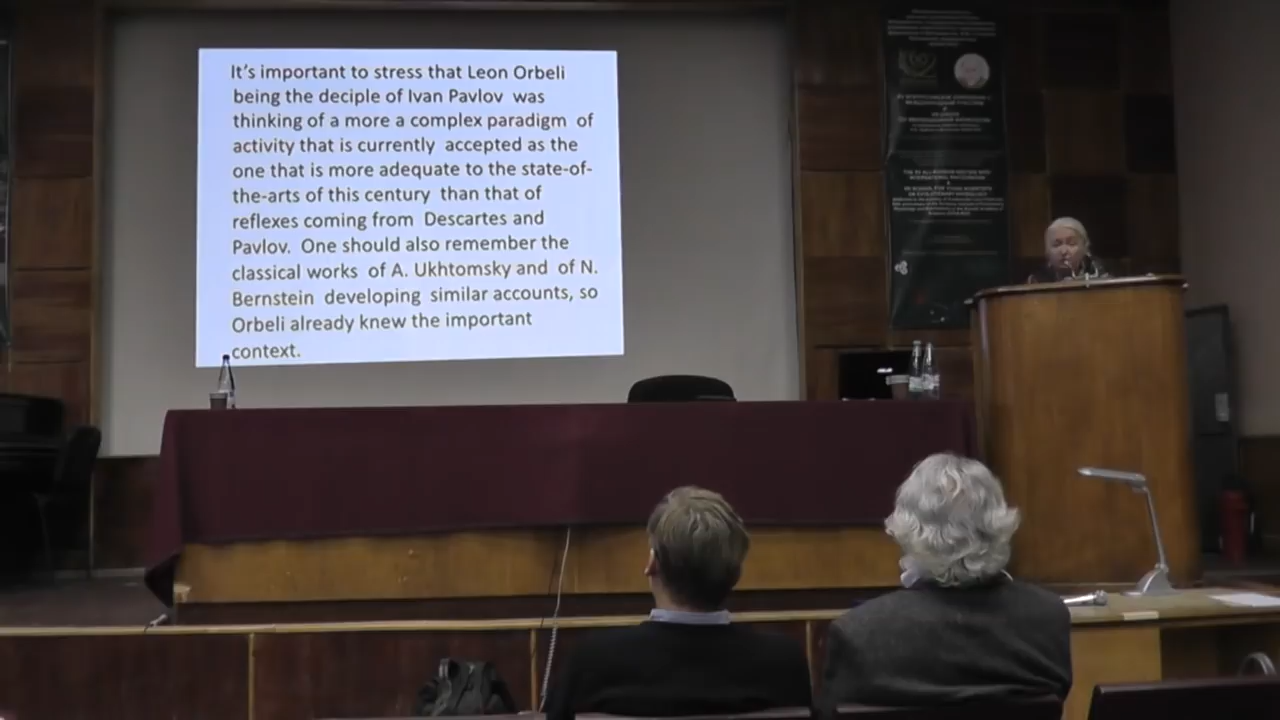 It's important to stress that Leon Orbeli
being the deciple of Ivan Pavlov was
thinking of a more a complex paradigm of
activity that is currently accepted as the
one that is more adequate to the state-of-
the-arts of this century than that of
reflexes coming from Descartes and
Pavlov. One should also remember the
classical works of A. Ukhtomsky and of N.
Bernstein developing similar accounts, so
Orbeli already knew the important
context.